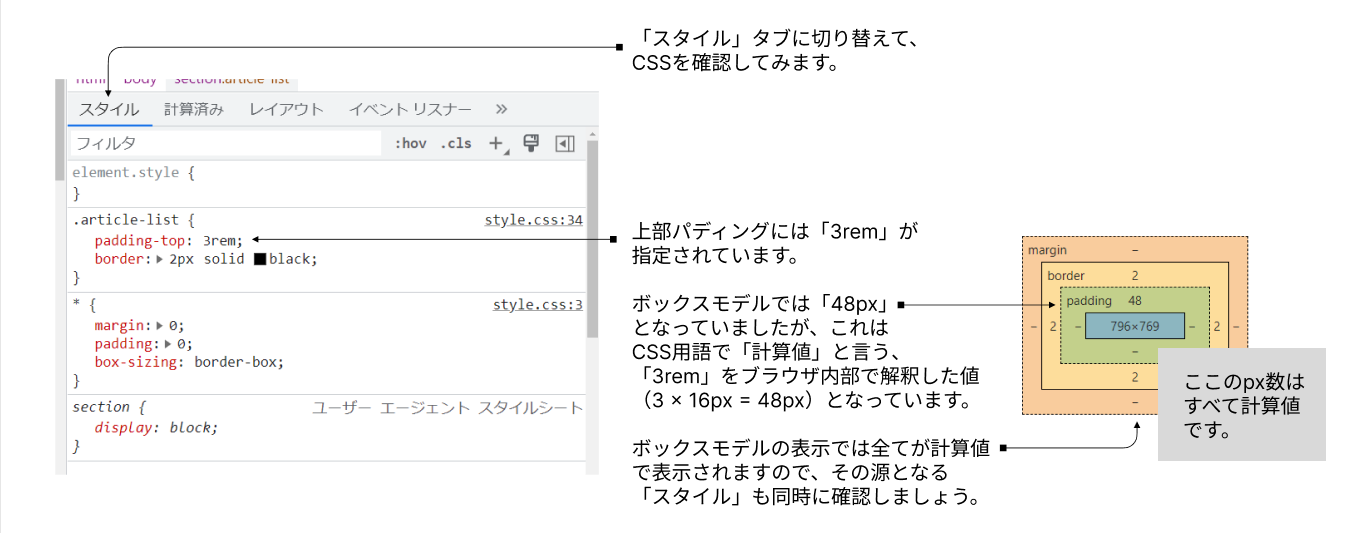 「スタイル」タブに切り替えて、
CSSを確認してみます。
html body section.article-list
スタイル 計算済み レイアウト イベント リスナー »
フィルタ :hov .cls +
element.style {
}
.article-list { style.css:34
padding-top: 3rem;
border: 2px solid black;
}
* { style.css:3
margin: 0;
padding: 0;
box-sizing: border-box;
}
section { ユーザー エージェント スタイルシート
display: block;
}
上部パディングには「3rem」が
指定されています。
ボックスモデルでは「48px」
となっていましたが、これは
CSS用語で「計算値」と言う、
「3rem」をブラウザ内部で解釈した値
（3 × 16px = 48px）となっています。
ボックスモデルの表示では全てが計算値
で表示されますので、その源となる
「スタイル」も同時に確認しましょう。
margin –
border 2
padding 48
– 2 – 796×769 – 2 –
–
2
–
ここのpx数は
すべて計算値
です。